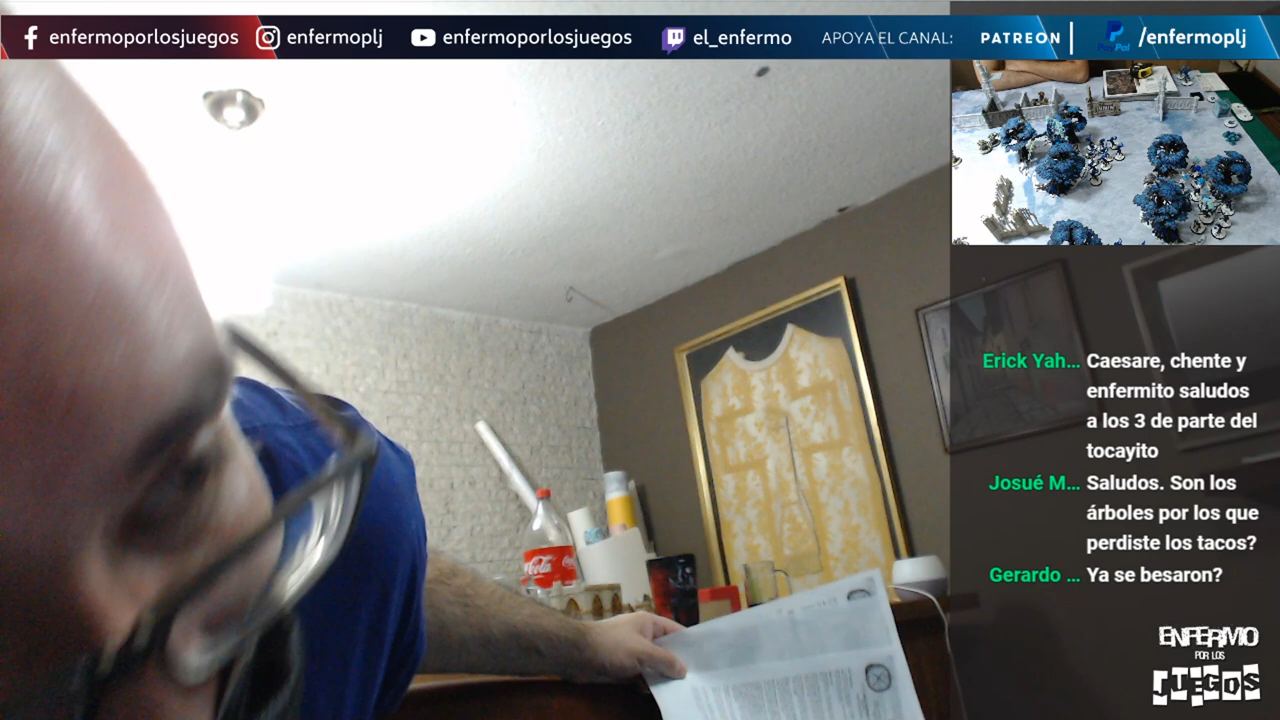 enfermoporlosjuegos enfermoplj enfermoporlosjuegos el_enfermo APOYA EL CANAL: PATREON PayPal /enfermoplj
Erick Yah... Caesare, chente y
enfermito saludos
a los 3 de parte del
tocayito
Josué M... Saludos. Son los
árboles por los que
perdiste los tacos?
Gerardo ... Ya se besaron?
ENFERMO
POR LOS
JUEGOS